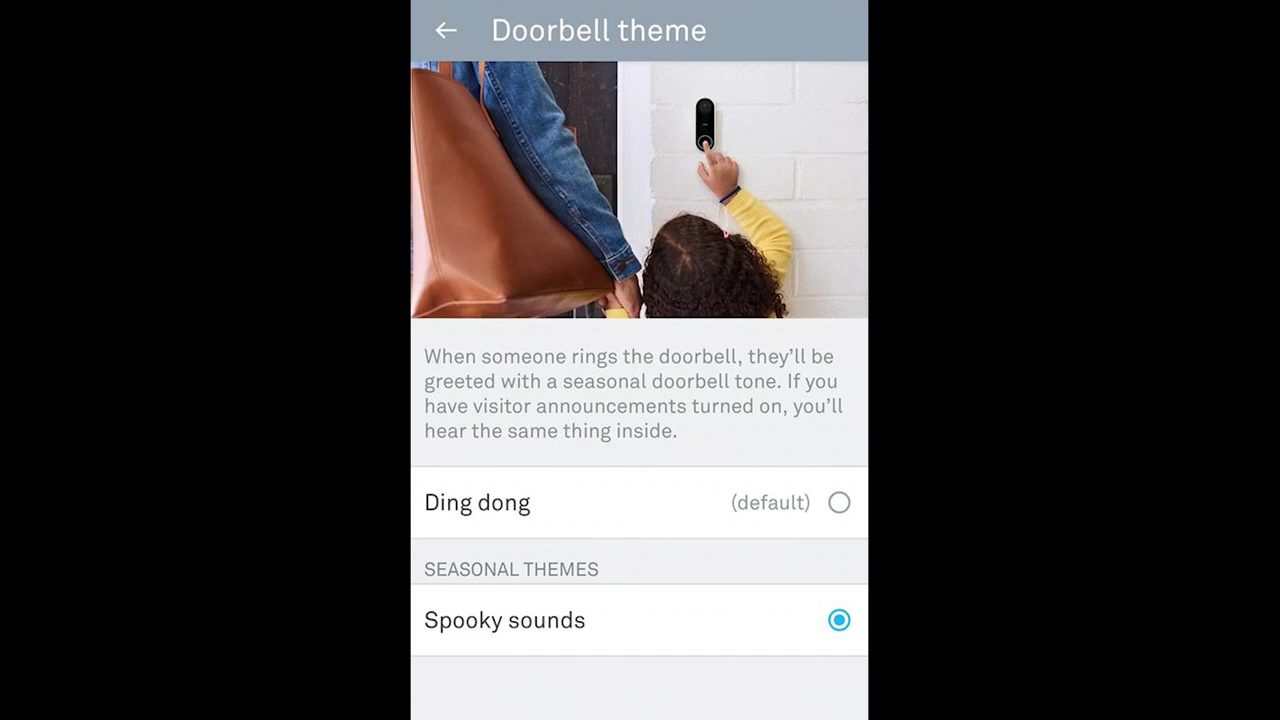 Doorbell theme
When someone rings the doorbell, they'll be
greeted with a seasonal doorbell tone. If you
have visitor announcements turned on, you'll
hear the same thing inside.
Ding dong (default)
SEASONAL THEMES
Spooky sounds